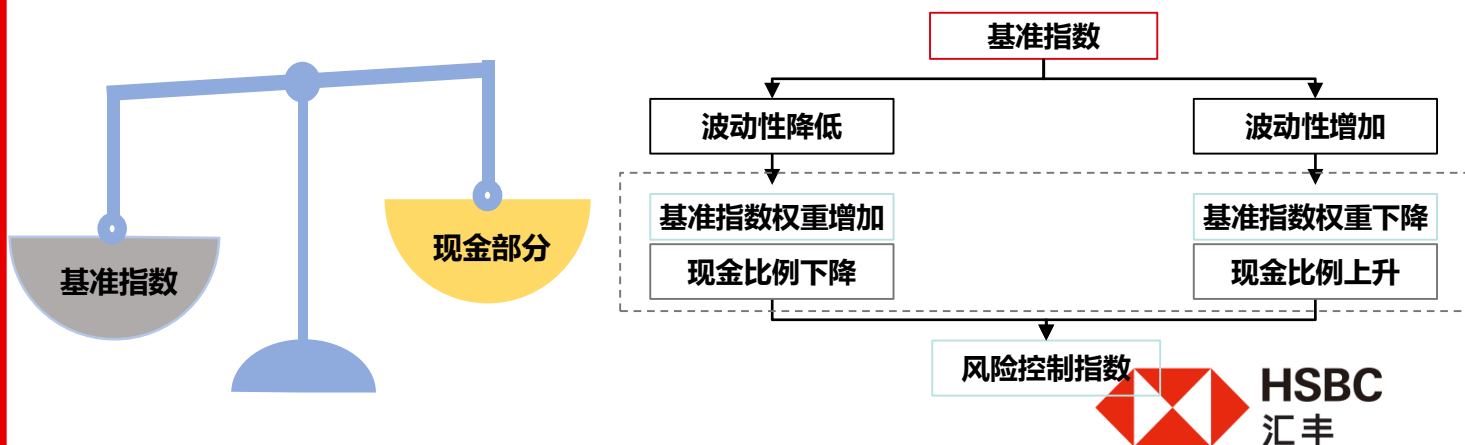 基准指数
现金部分
基准指数
波动性降低
波动性增加
基准指数权重增加
基准指数权重下降
现金比例下降
现金比例上升
风险控制指数
HSBC
汇丰